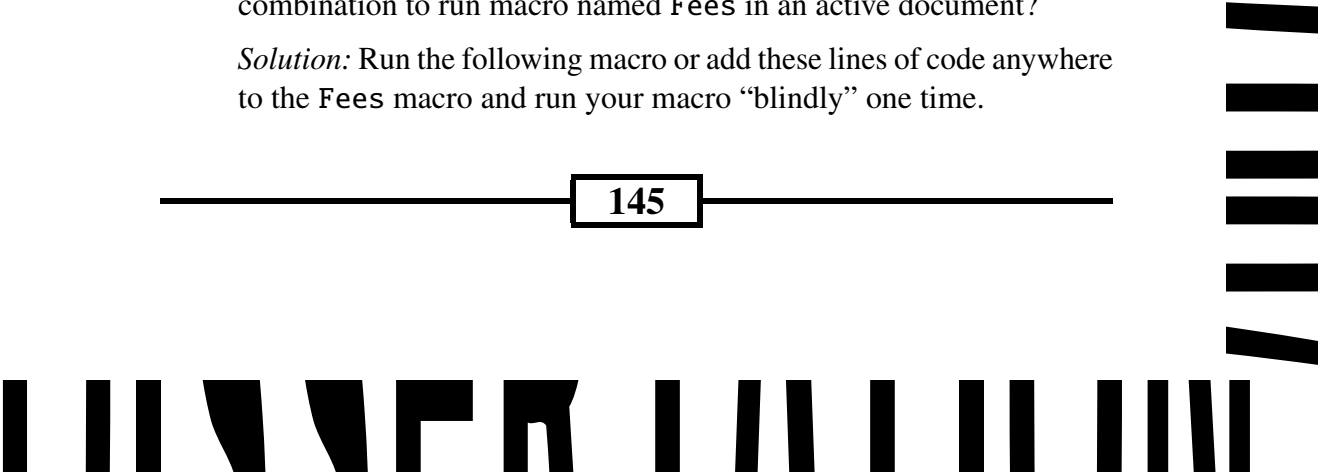 combination to run macro named Fees in an active document?
Solution: Run the following macro or add these lines of code anywhere
to the Fees macro and run your macro “blindly” one time.
145